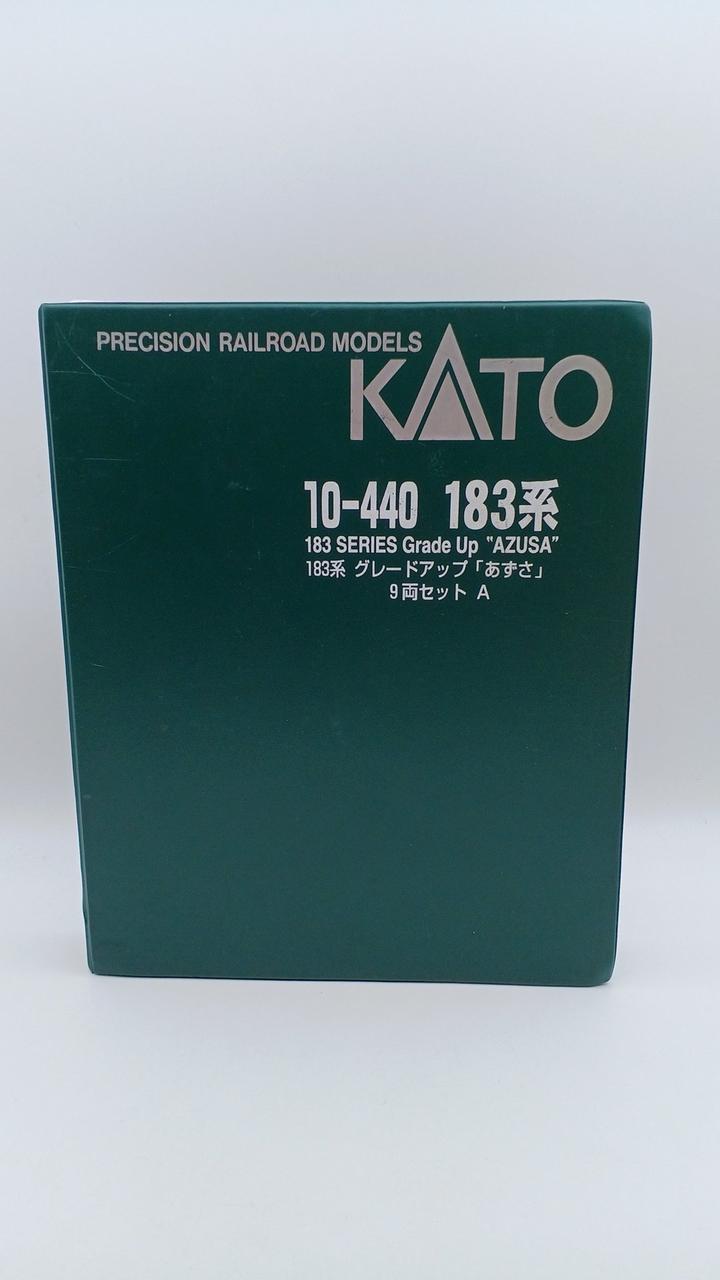 PRECISION RAILROAD MODELS
KATO
10-440 183系
183 SERIES Grade Up "AZUSA"
183系 グレードアップ「あずさ」
9両セット A